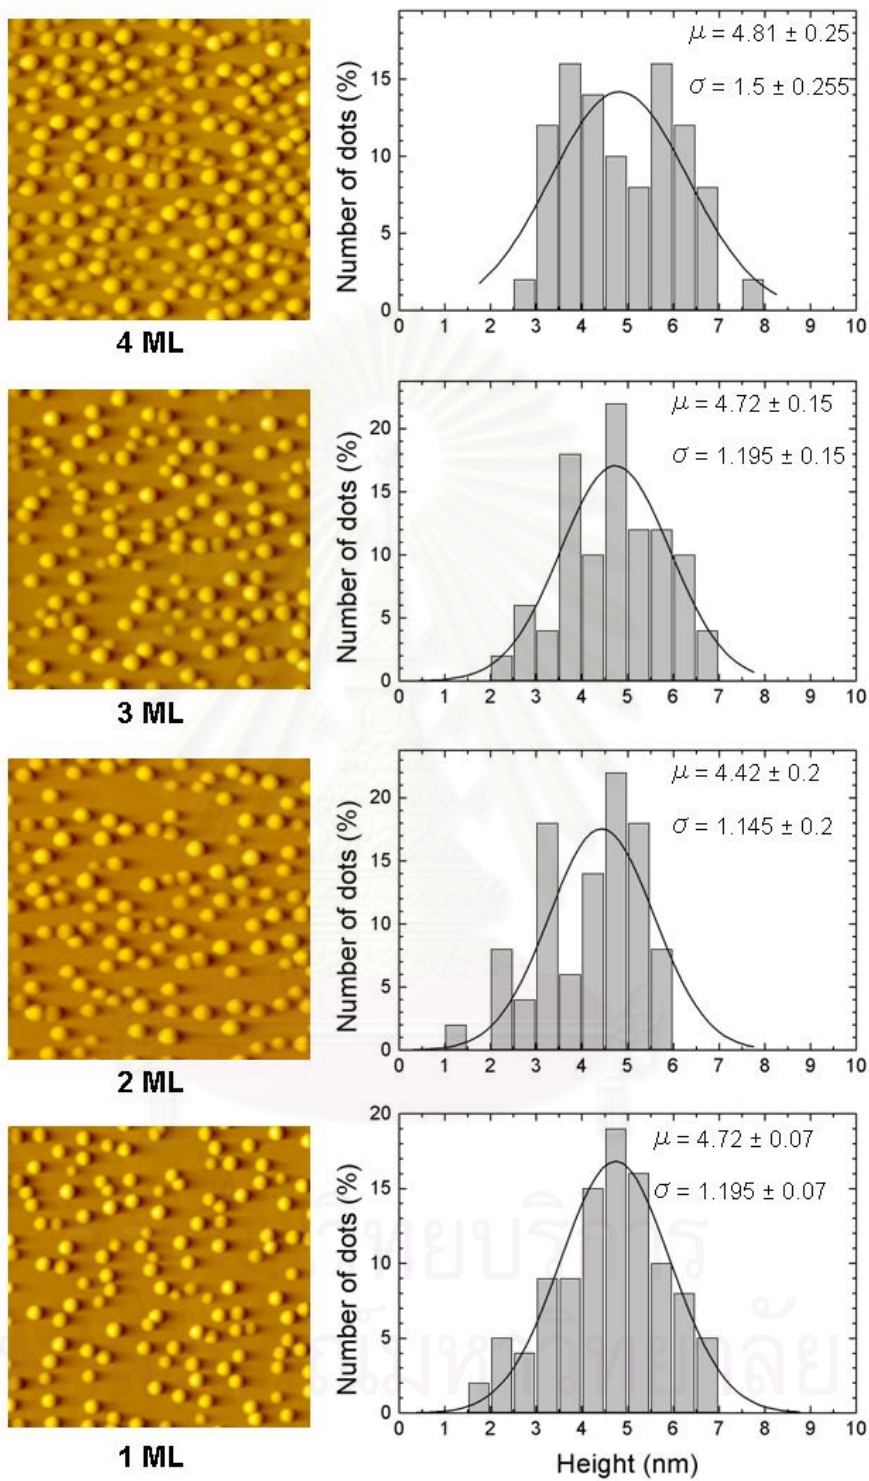 Number of dots (%)
15
10
5
0
μ = 4.81 ± 0.25
σ = 1.5 ± 0.255
0 1 2 3 4 5 6 7 8 9 10
4 ML
Number of dots (%)
20
15
10
5
0
μ = 4.72 ± 0.15
σ = 1.195 ± 0.15
0 1 2 3 4 5 6 7 8 9 10
3 ML
Number of dots (%)
20
15
10
5
0
μ = 4.42 ± 0.2
σ = 1.145 ± 0.2
0 1 2 3 4 5 6 7 8 9 10
2 ML
Number of dots (%)
20
15
10
5
0
μ = 4.72 ± 0.07
σ = 1.195 ± 0.07
0 1 2 3 4 5 6 7 8 9 10
Height (nm)
1 ML